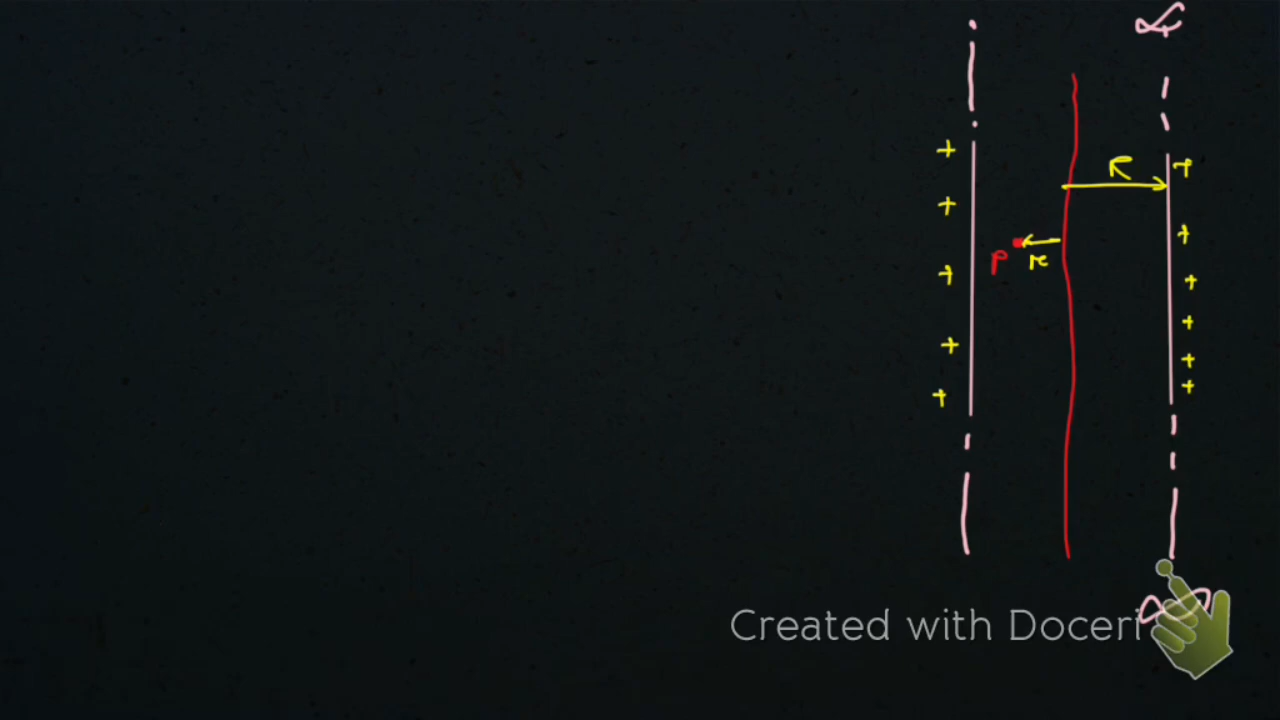 ∞
+ +
R
+ +
P r
+ +
+
+ +
+ +
Created with Doceri
∞